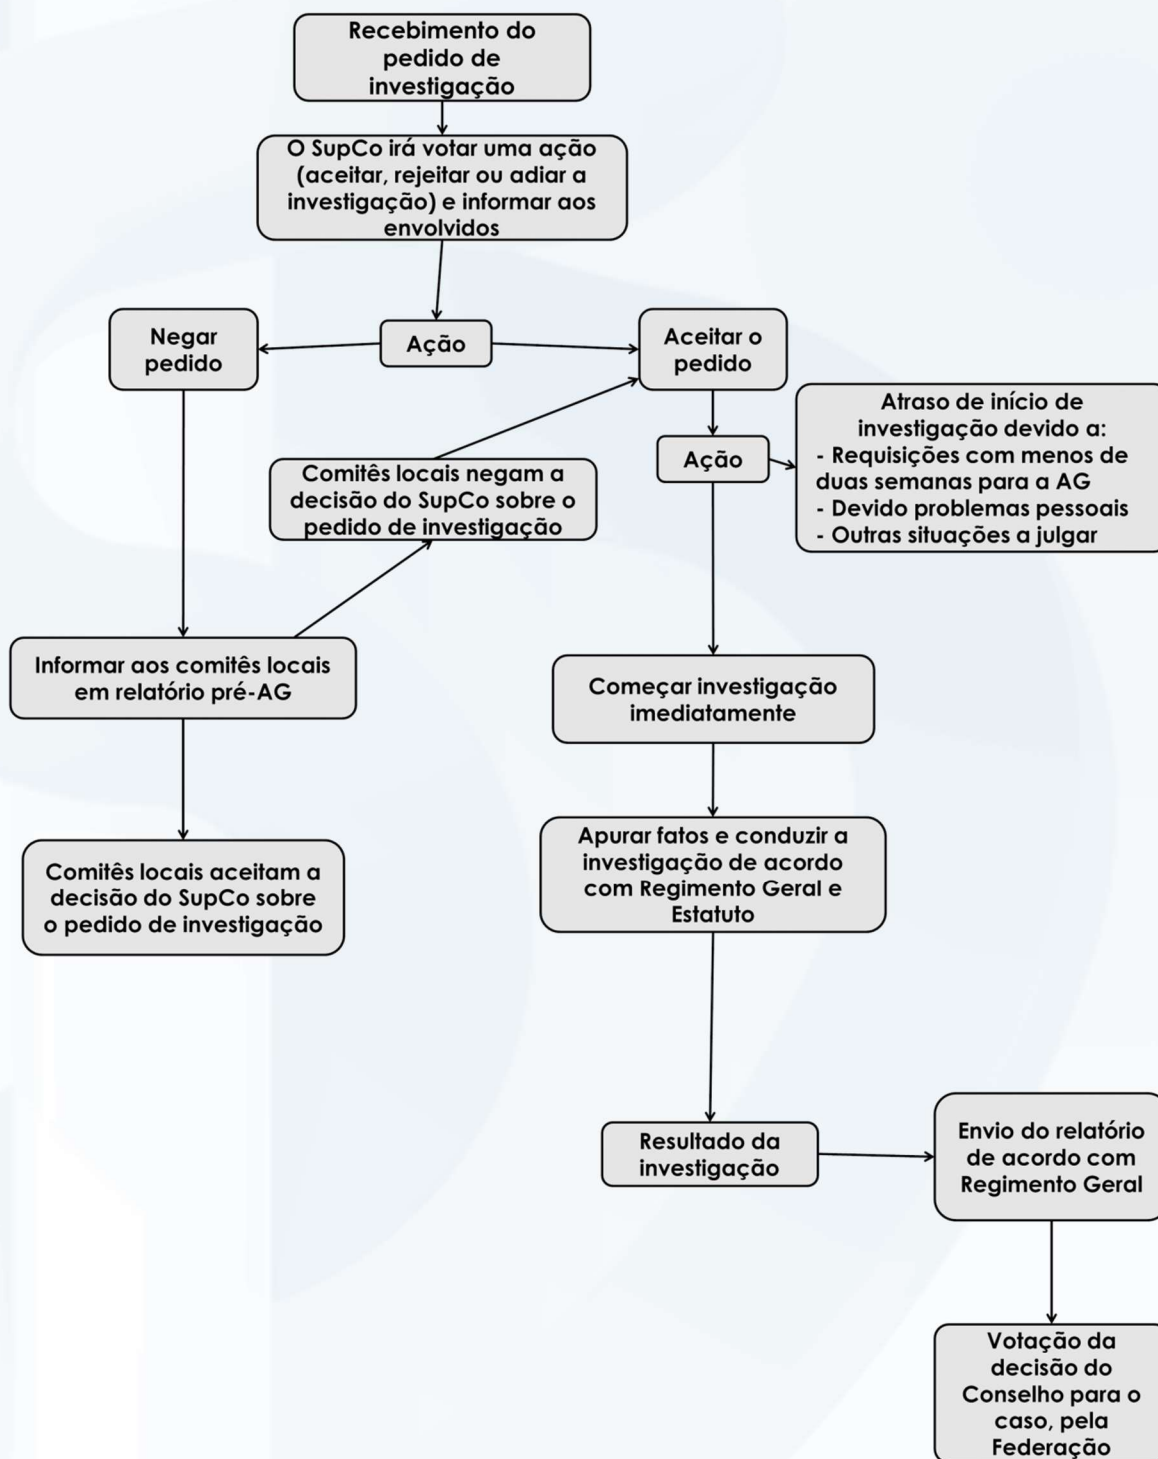 Recebimento do
pedido de
investigação
O SupCo irá votar uma ação
(aceitar, rejeitar ou adiar a
investigação) e informar aos
envolvidos
Negar
pedido
Ação
Aceitar o
pedido
Ação
Atraso de início de
investigação devido a:
- Requisições com menos de
duas semanas para a AG
- Devido problemas pessoais
- Outras situações a julgar
Comitês locais negam a
decisão do SupCo sobre o
pedido de investigação
Informar aos comitês locais
em relatório pré-AG
Começar investigação
imediatamente
Comitês locais aceitam a
decisão do SupCo sobre
o pedido de investigação
Apurar fatos e conduzir a
investigação de acordo
com Regimento Geral e
Estatuto
Resultado da
investigação
Envio do relatório
de acordo com
Regimento Geral
Votação da
decisão do
Conselho para o
caso, pela
Federação